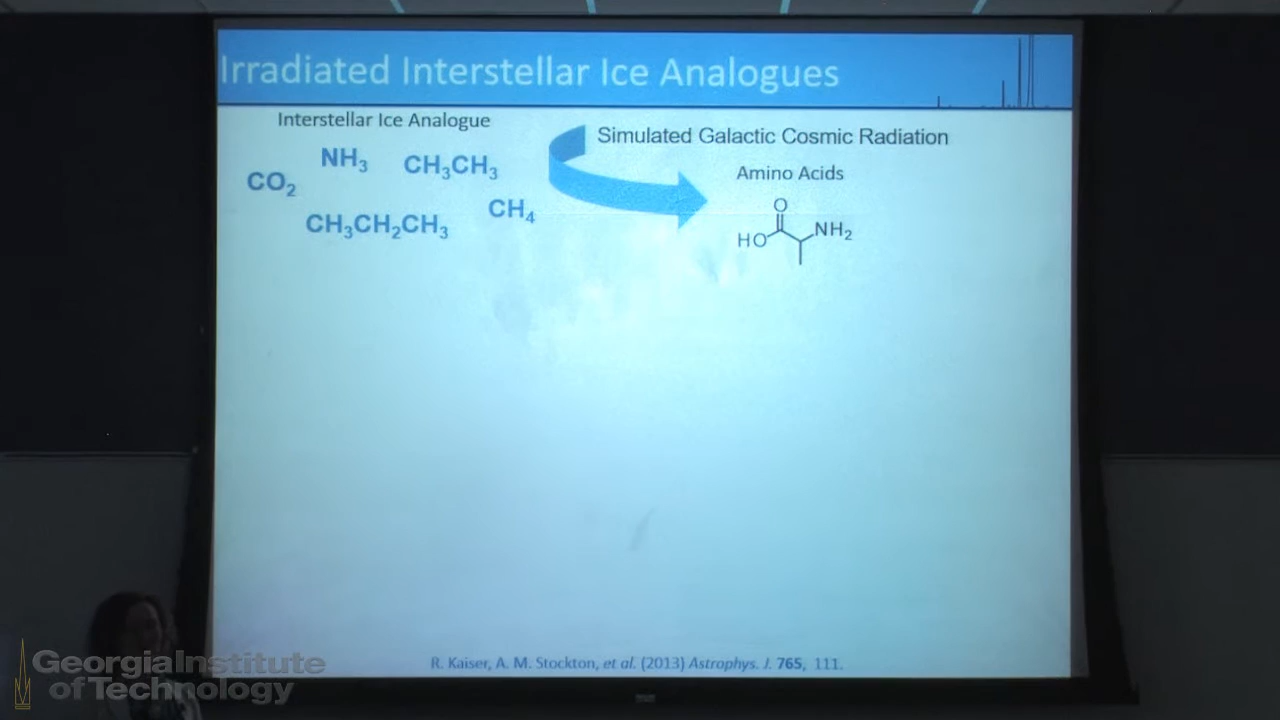 Irradiated Interstellar Ice Analogues
Interstellar Ice Analogue
Simulated Galactic Cosmic Radiation
NH3
CH3CH3
CO2
CH4
CH3CH2CH3
Amino Acids
O
HO
NH2
R. Kaiser, A. M. Stockton, et al. (2013) Astrophys. J. 765, 111.
Georgia Institute
of Technology